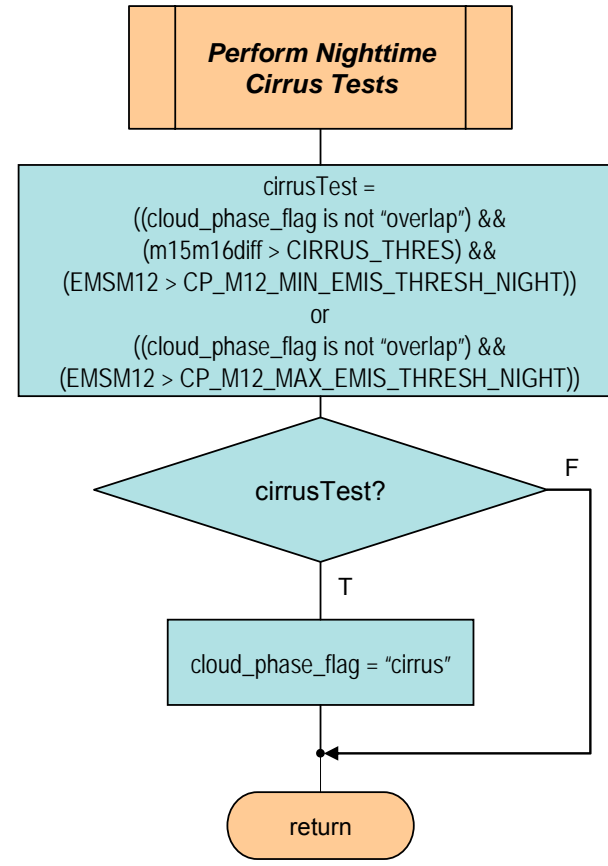 Perform Nighttime
Cirrus Tests
cirrusTest =
((cloud_phase_flag is not “overlap”) &&
(m15m16diff > CIRRUS_THRES) &&
(EMSM12 > CP_M12_MIN_EMIS_THRESH_NIGHT))
or
((cloud_phase_flag is not “overlap”) &&
(EMSM12 > CP_M12_MAX_EMIS_THRESH_NIGHT))
cirrusTest?
F
T
cloud_phase_flag = “cirrus”
return